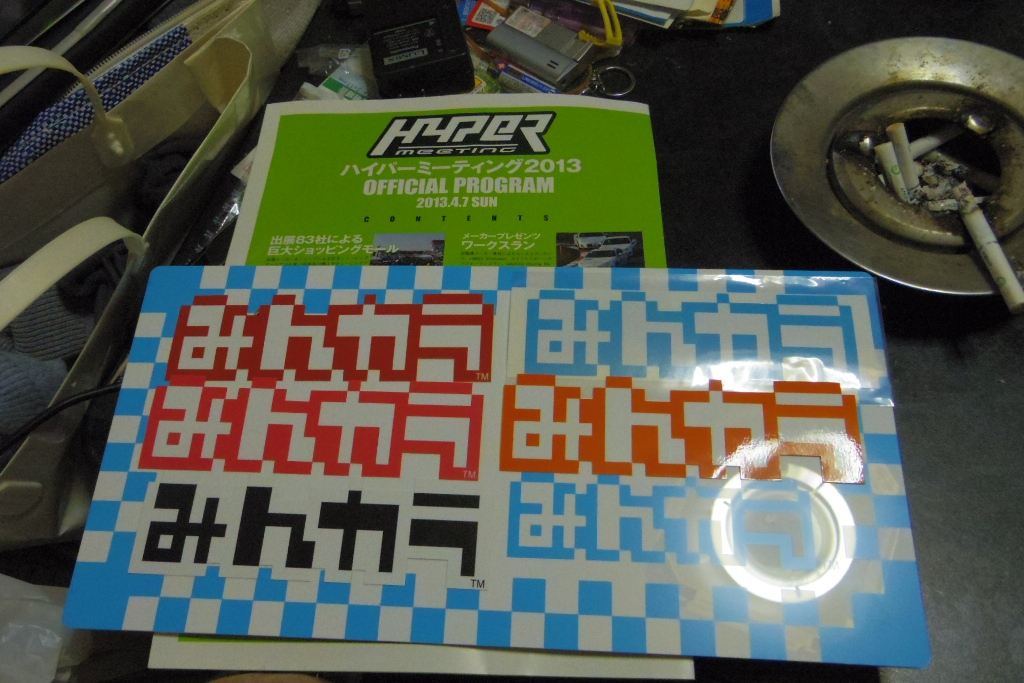 HYPER
MEETING
ハイパーミーティング2013
OFFICIAL PROGRAM
2013.4.7 SUN
CONTENTS
出展83社による
巨大ショッピングモール
メーカープレゼンツ
ワークスラン
みんカラ TM
みんカラ
みんカラ TM
みんカラ
みんカラ TM
みんカラ